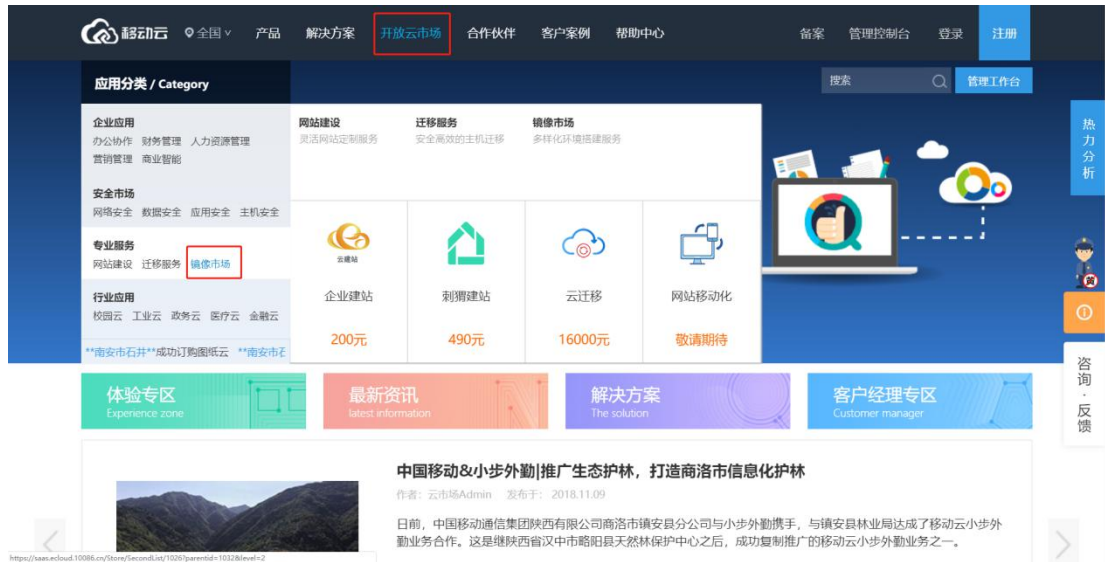 移动云 全国 产品 解决方案 开放云市场 合作伙伴 客户案例 帮助中心 备案 管理控制台 登录 注册
应用分类 / Category
搜索 管理工作台
企业应用
办公协作 财务管理 人力资源管理
营销管理 商业智能
安全市场
网络安全 数据安全 应用安全 主机安全
专业服务
网站建设 迁移服务 镜像市场
行业应用
校园云 工业云 政务云 医疗云 金融云
**南安市石井**成功订购图纸云 **南安市石
网站建设 迁移服务 镜像市场
灵活网站定制服务 安全高效的主机迁移 多样化环境搭建服务
云建站
企业建站 刺猬建站 云迁移 网站移动化
200元 490元 16000元 敬请期待
热力分析
黄
咨询·反馈
体验专区 最新资讯 解决方案 客户经理专区
Experience zone latest information The solution Customer manager
中国移动&小步外勤|推广生态护林，打造商洛市信息化护林
作者：云市场Admin 发布于：2018.11.09
日前，中国移动通信集团陕西有限公司商洛市镇安县分公司与小步外勤携手，与镇安县林业局达成了移动云小步外
勤业务合作。这是继陕西省汉中市略阳县天然林保护中心之后，成功复制推广的移动云小步外勤业务之一。
https://saas.ecloud.10086.cn/Store/SecondList/1026?parentid=1032&level=2